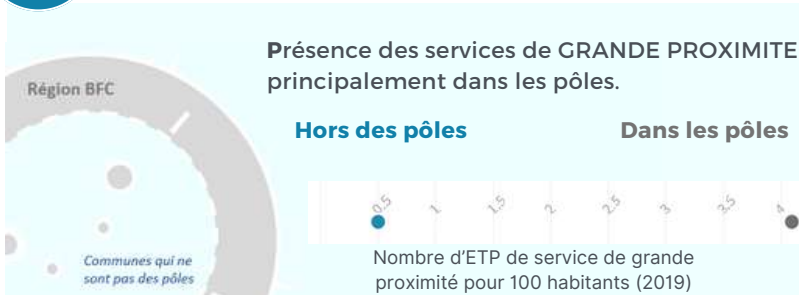 Présence des services de GRANDE PROXIMITE
principalement dans les pôles.
Région BFC
Hors des pôles
Dans les pôles
0.5
1
1.5
2
2.5
3
3.5
4
Communes qui ne
sont pas des pôles
Nombre d'ETP de service de grande
proximité pour 100 habitants (2019)